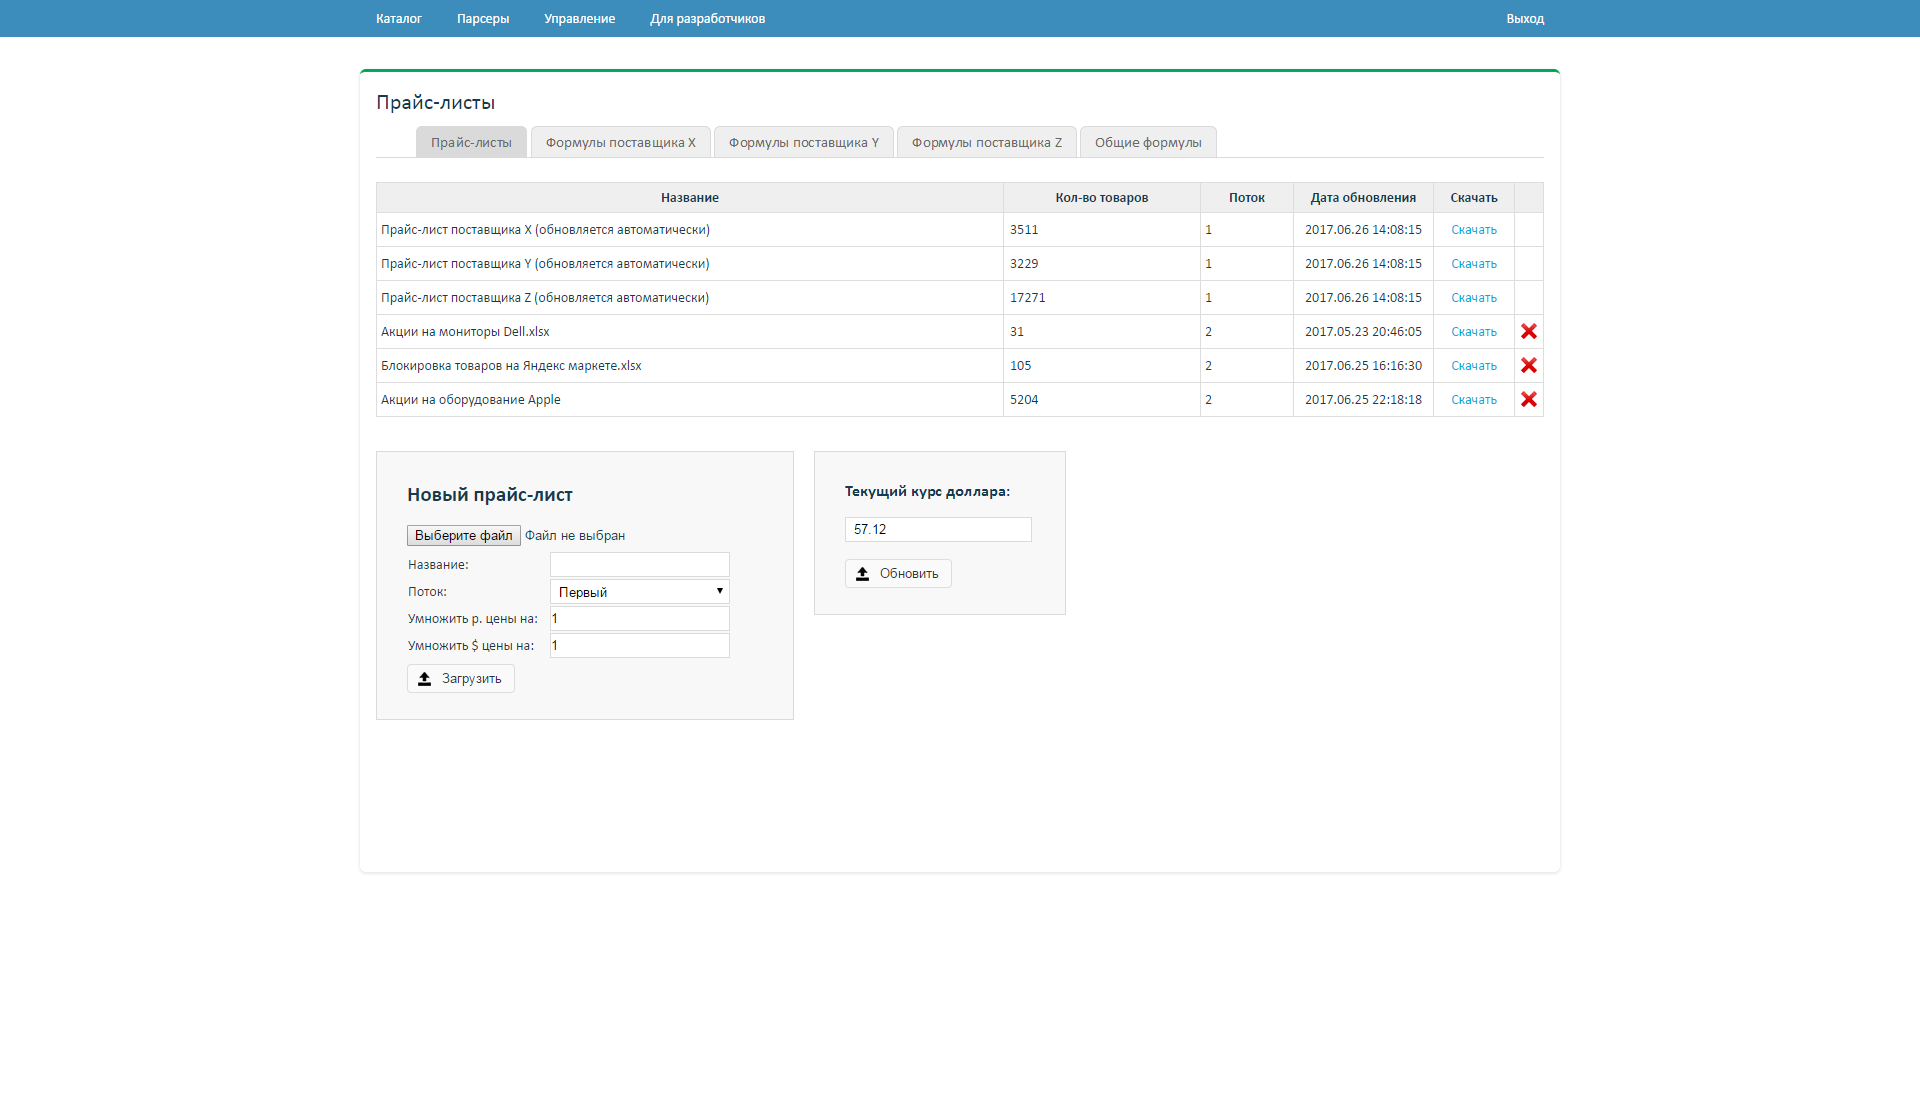 Каталог Парсеры Управление Для разработчиков Выход
Прайс-листы
Прайс-листы Формулы поставщика X Формулы поставщика Y Формулы поставщика Z Общие формулы
Название Кол-во товаров Поток Дата обновления Скачать
Прайс-лист поставщика X (обновляется автоматически) 3511 1 2017.06.26 14:08:15 Скачать
Прайс-лист поставщика Y (обновляется автоматически) 3229 1 2017.06.26 14:08:15 Скачать
Прайс-лист поставщика Z (обновляется автоматически) 17271 1 2017.06.26 14:08:15 Скачать
Акции на мониторы Dell.xlsx 31 2 2017.05.23 20:46:05 Скачать
Блокировка товаров на Яндекс маркете.xlsx 105 2 2017.06.25 16:16:30 Скачать
Акции на оборудование Apple 5204 2 2017.06.25 22:18:18 Скачать
Новый прайс-лист
Выберите файл Файл не выбран
Название:
Поток: Первый
Умножить р. цены на: 1
Умножить $ цены на: 1
Загрузить
Текущий курс доллара:
57.12
Обновить